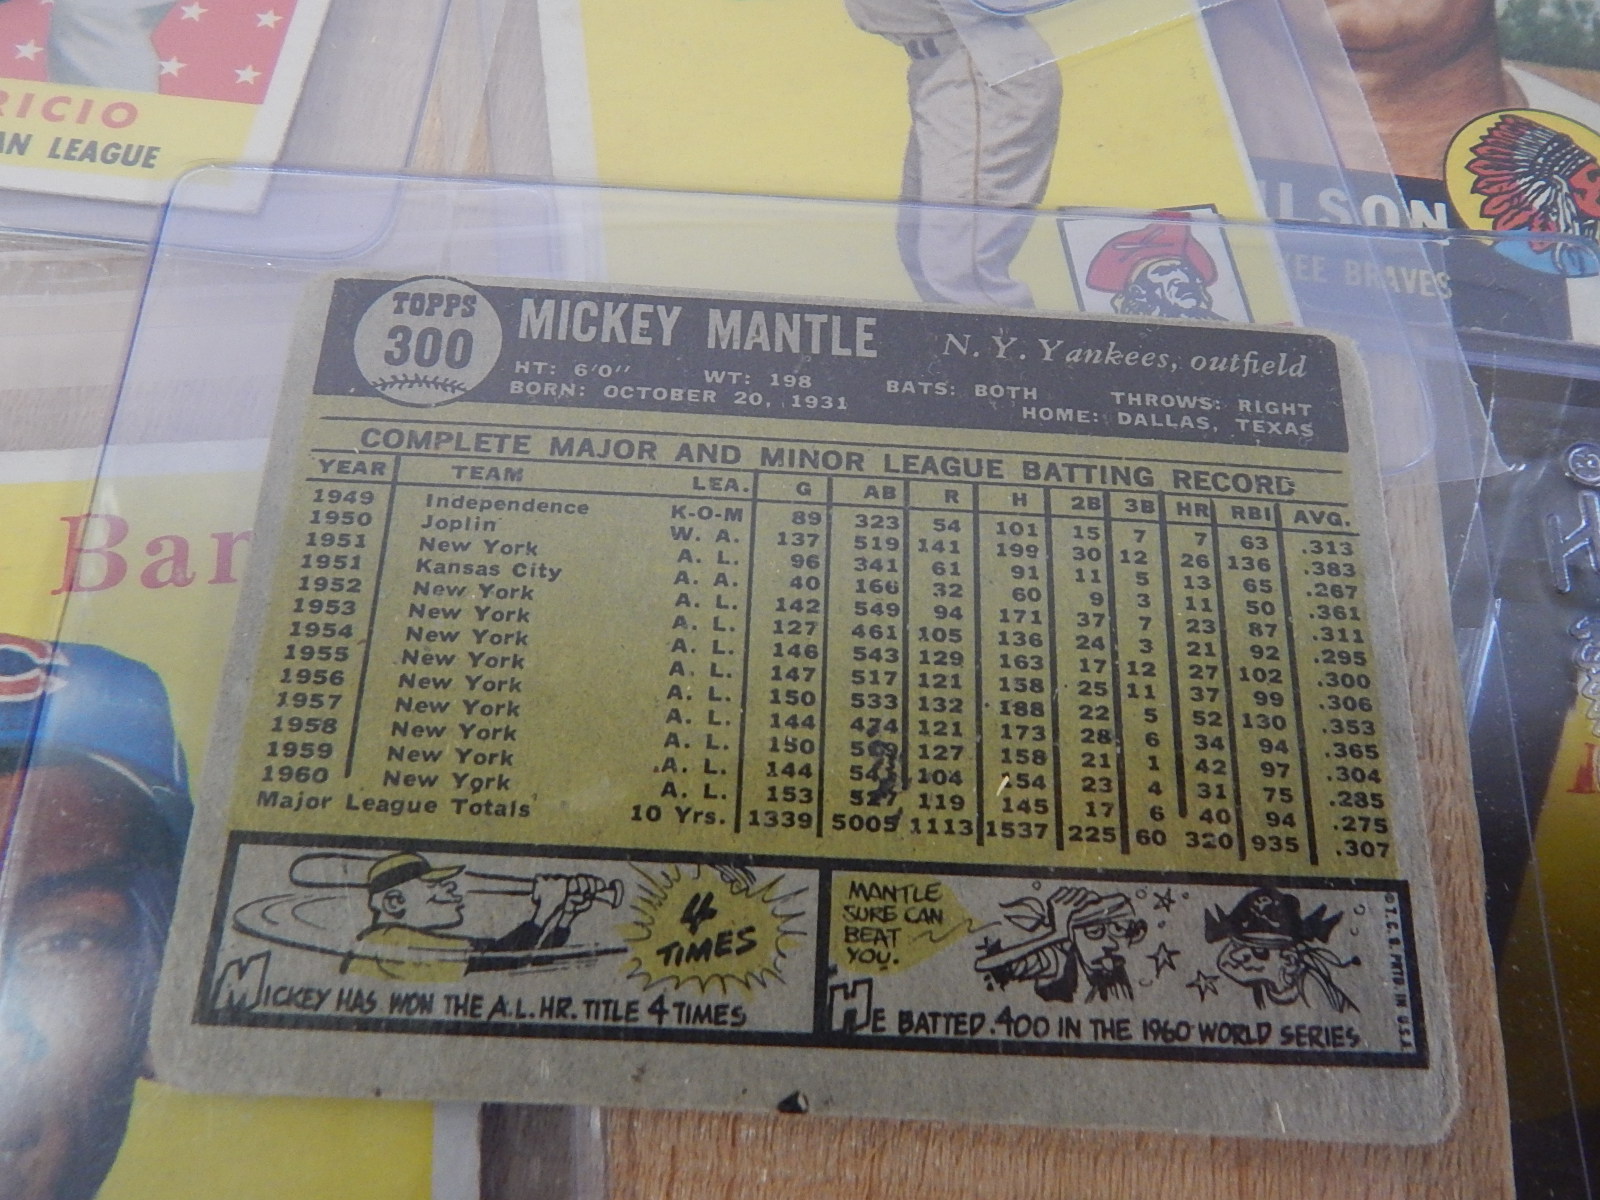 RICIO
AN LEAGUE
LSON
KEE BRAVES
Bar
TOPPS
300
MICKEY MANTLE
N. Y. Yankees, outfield
HT: 6'0'' WT: 198 BATS: BOTH THROWS: RIGHT
BORN: OCTOBER 20, 1931 HOME: DALLAS, TEXAS
COMPLETE MAJOR AND MINOR LEAGUE BATTING RECORD
YEAR TEAM LEA. G AB R H 2B 3B HR RBI AVG.
1949 Independence K-O-M 89 323 54 101 15 7 7 63 .313
1950 Joplin W. A. 137 519 141 199 30 12 26 136 .383
1951 New York A. L. 96 341 61 91 11 5 13 65 .267
1951 Kansas City A. A. 40 166 32 60 9 3 11 50 .361
1952 New York A. L. 142 549 94 171 37 7 23 87 .311
1953 New York A. L. 127 461 105 136 24 3 21 92 .295
1954 New York A. L. 146 543 129 163 17 12 27 102 .300
1955 New York A. L. 147 517 121 158 25 11 37 99 .306
1956 New York A. L. 150 533 132 188 22 5 52 130 .353
1957 New York A. L. 144 474 121 173 28 6 34 94 .365
1958 New York A. L. 150 127 158 21 1 42 97 .304
1959 New York A. L. 144 104 154 23 4 31 75 .285
1960 New York A. L. 153 527 119 145 17 6 40 94 .275
Major League Totals 10 Yrs. 1339 5005 1113 1537 225 60 320 935 .307
4
TIMES
MICKEY HAS WON THE A.L. HR. TITLE 4 TIMES
MANTLE
SURE CAN
BEAT
YOU.
HE BATTED .400 IN THE 1960 WORLD SERIES
©T.C.G. PRTD. IN U.S.A.